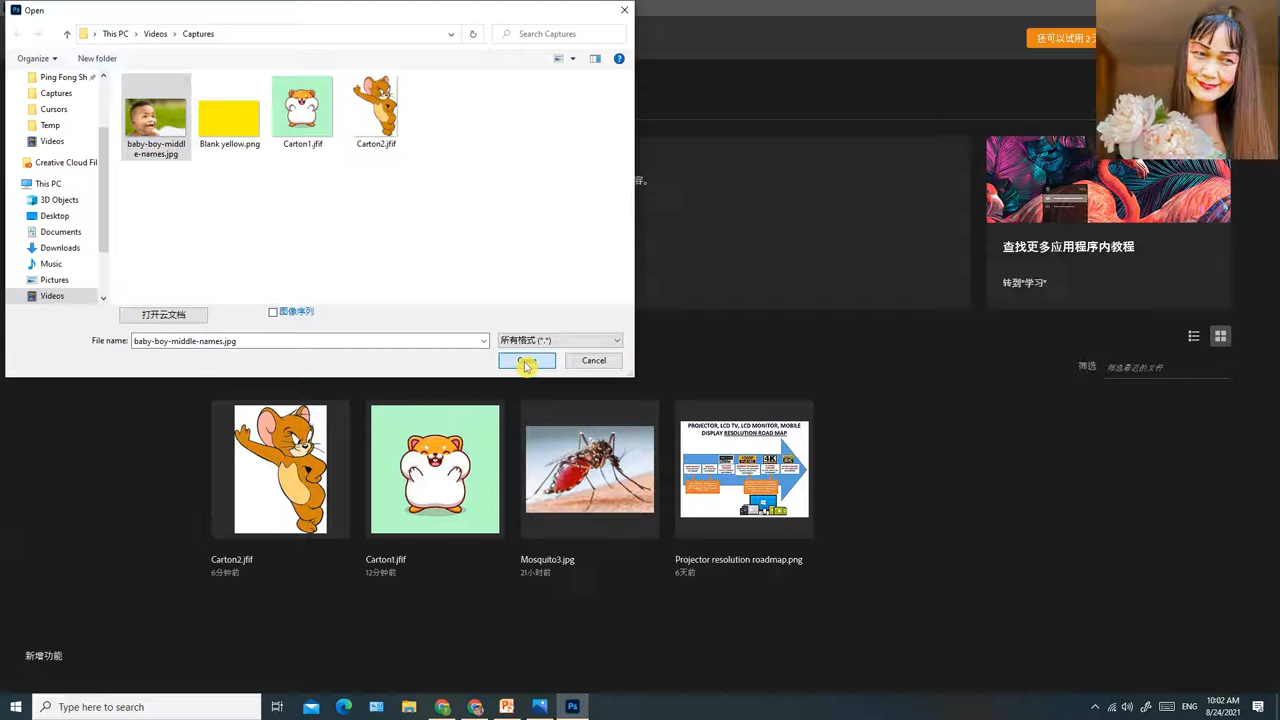 Ps Open
This PC > Videos > Captures
Search Captures
Organize
New folder
Ping Fong Sh
Captures
Cursors
Temp
Videos
Creative Cloud Fil
This PC
3D Objects
Desktop
Documents
Downloads
Music
Pictures
Videos
baby-boy-middl
e-names.jpg
Blank yellow.png
Carton1.jfif
Carton2.jfif
打开云文档
图像序列
File name:
baby-boy-middle-names.jpg
所有格式 (*.*)
Cancel
还可以试用 2
容。
查找更多应用程序内教程
转到“学习”
筛选
筛选最近的文件
PROJECTOR, LCD TV, LCD MONITOR, MOBILE
DISPLAY RESOLUTION ROAD MAP
4K
Carton2.jfif
6分钟前
Carton1.jfif
12分钟前
Mosquito3.jpg
21小时前
Projector resolution roadmap.png
6天前
新增功能
Type here to search
Ps
ENG
10:02 AM
8/24/2021